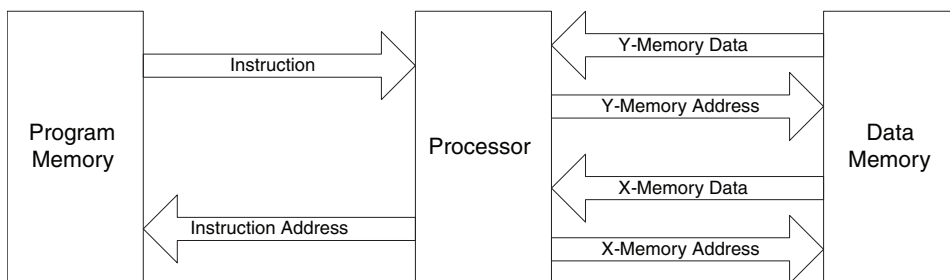 Program
Memory
Instruction
Instruction Address
Processor
Y-Memory Data
Y-Memory Address
X-Memory Data
X-Memory Address
Data
Memory